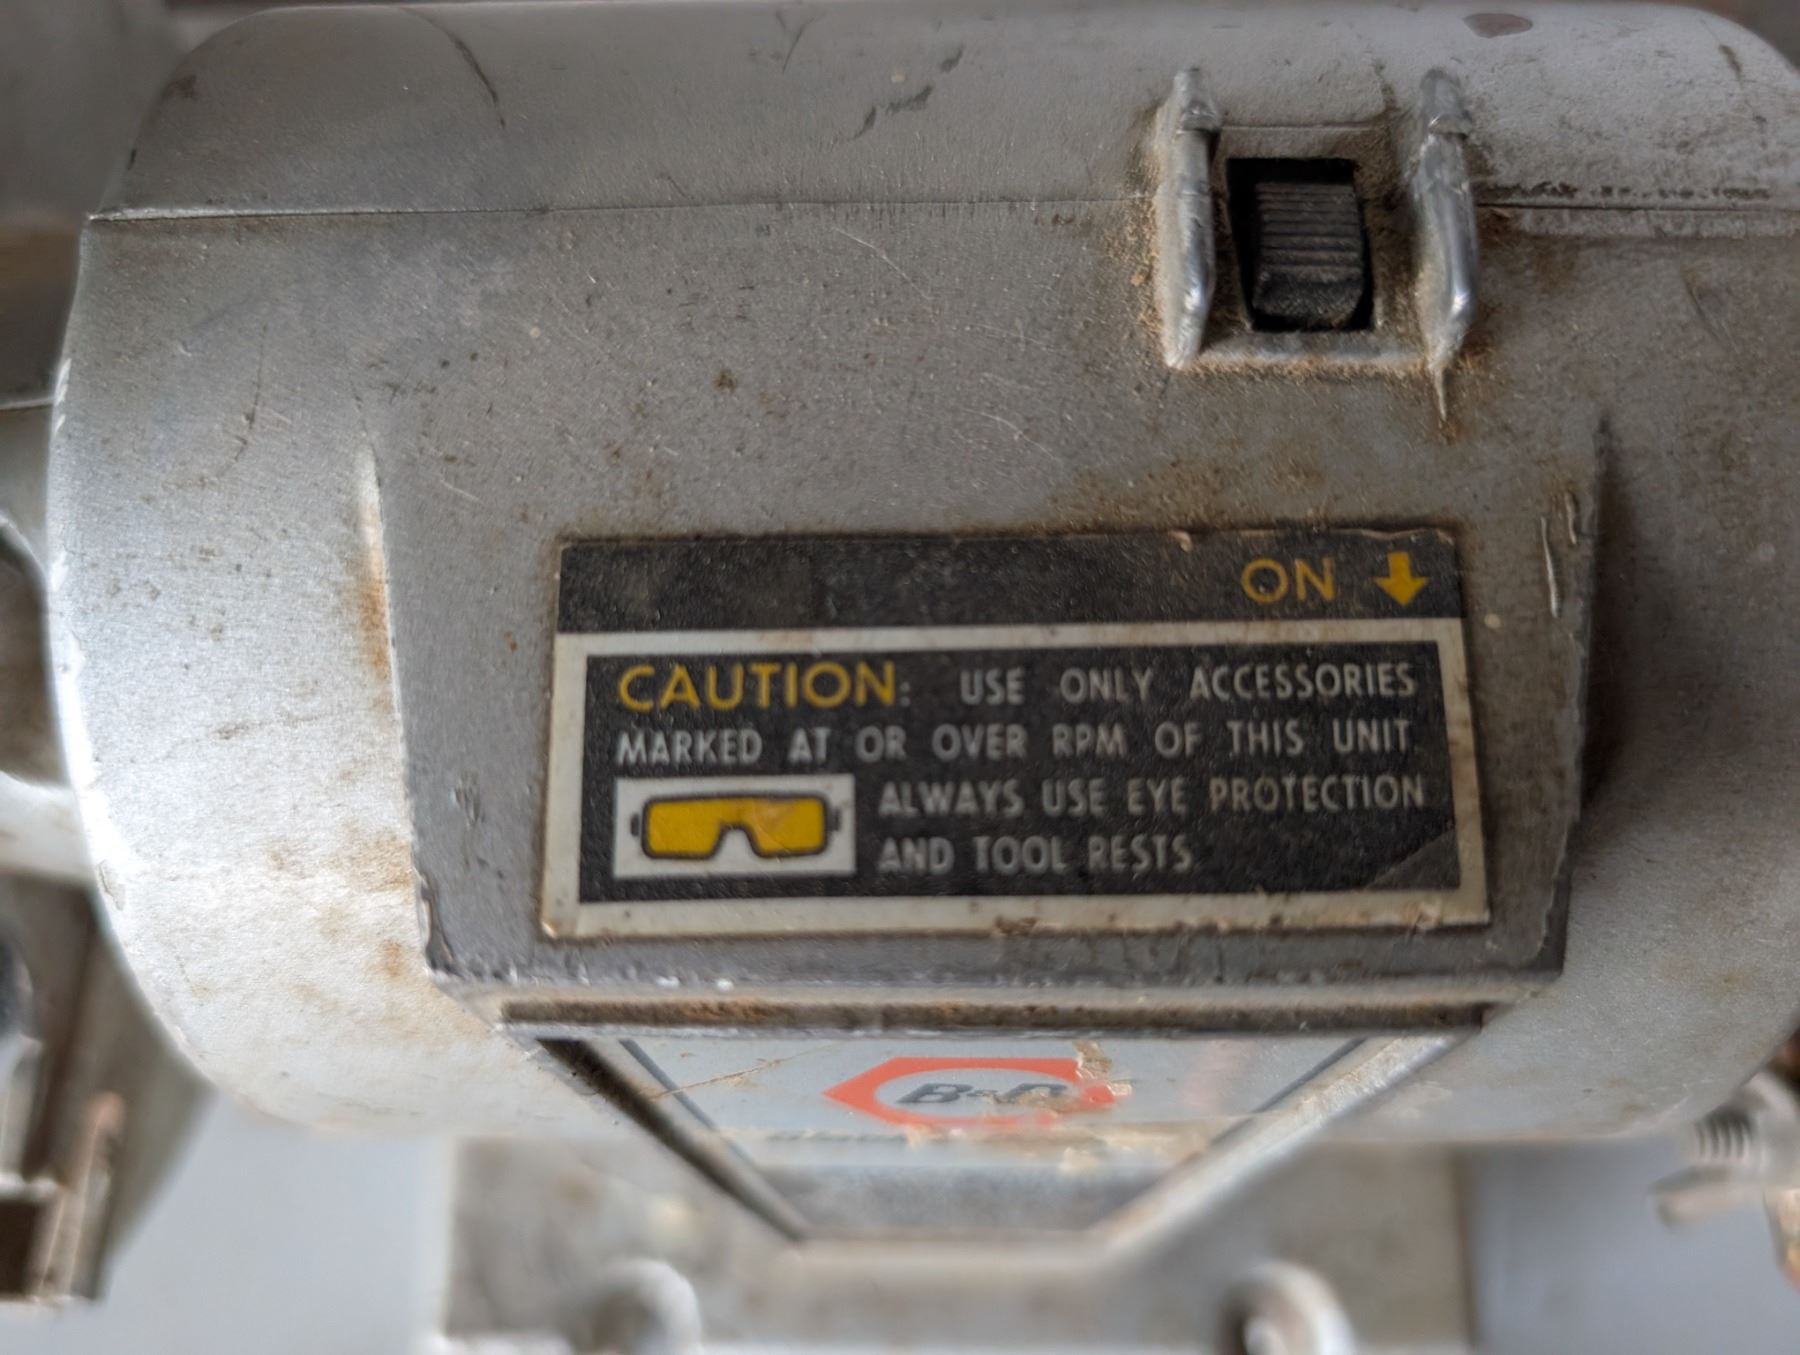 ON ↓
CAUTION: USE ONLY ACCESSORIES
MARKED AT OR OVER RPM OF THIS UNIT.
ALWAYS USE EYE PROTECTION
AND TOOL RESTS
B&D